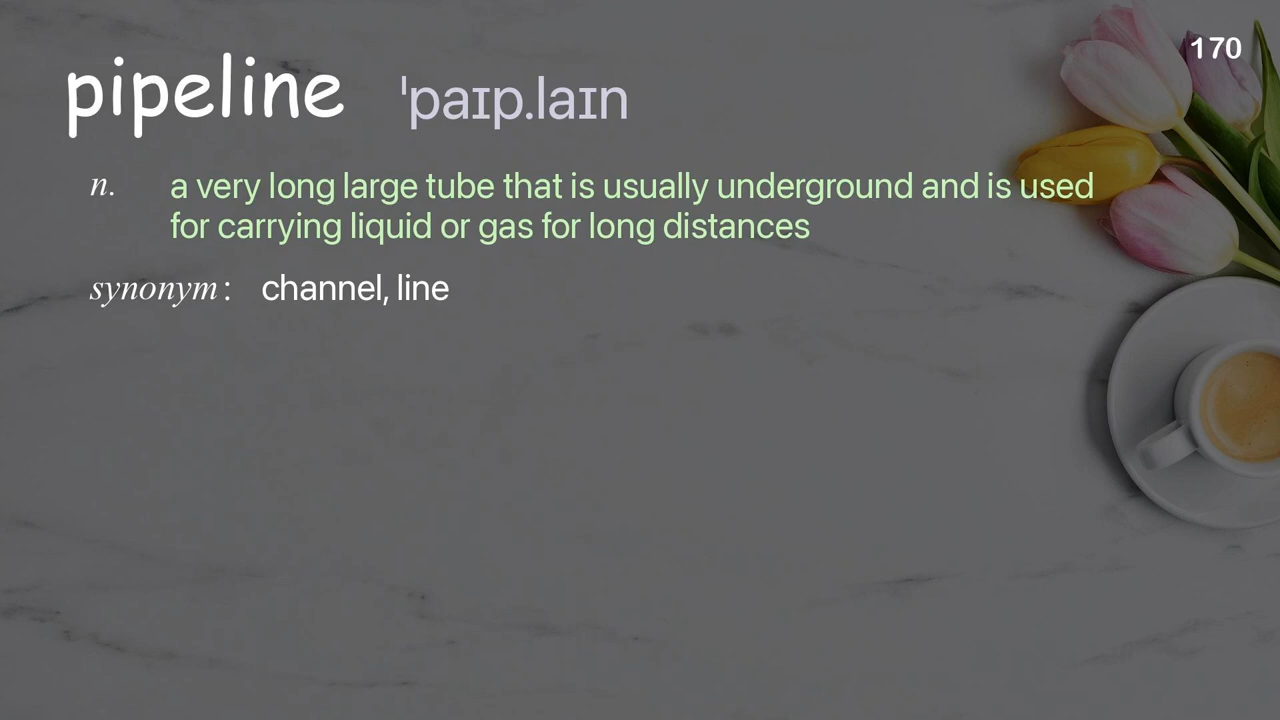 170
pipeline ˈpaɪp.laɪn
n. a very long large tube that is usually underground and is used
for carrying liquid or gas for long distances
synonym: channel, line